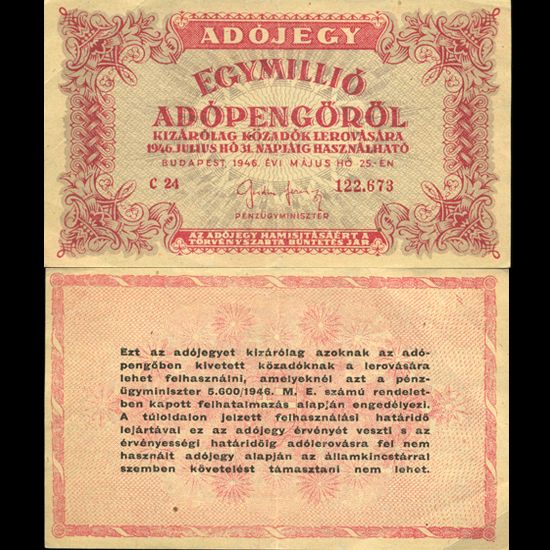 ADÓJEGY
EGYMILLIÓ
ADÓPENGŐRŐL
KIZÁRÓLAG KÖZADÓK LEROVÁSÁRA
1946. JULIUS HÓ 31. NAPJÁIG HASZNÁLHATÓ
BUDAPEST, 1946. ÉVI MÁJUS HÓ 25.-ÉN
C 24 122.673
PÉNZÜGYMINISZTER
AZ ADÓJEGY HAMISITÁSÁÉRT A
TÖRVÉNYSZABTA BÜNTETÉS JÁR
Ezt az adójegyet kizárólag azoknak az adó-
pengőben kivetett közadóknak a lerovására
lehet felhasználni, amelyeknél azt a pénz-
ügyminiszter 5.600/1946. M. E. számú rendelet-
ben kapott felhatalmazás alapján engedélyezi.
A túloldalon jelzett felhasználási határidő
lejártával ez az adójegy érvényét veszti s az
érvényességi határidőig adólerovásra fel nem
használt adójegy alapján az államkincstárral
szemben követelést támasztani nem lehet.